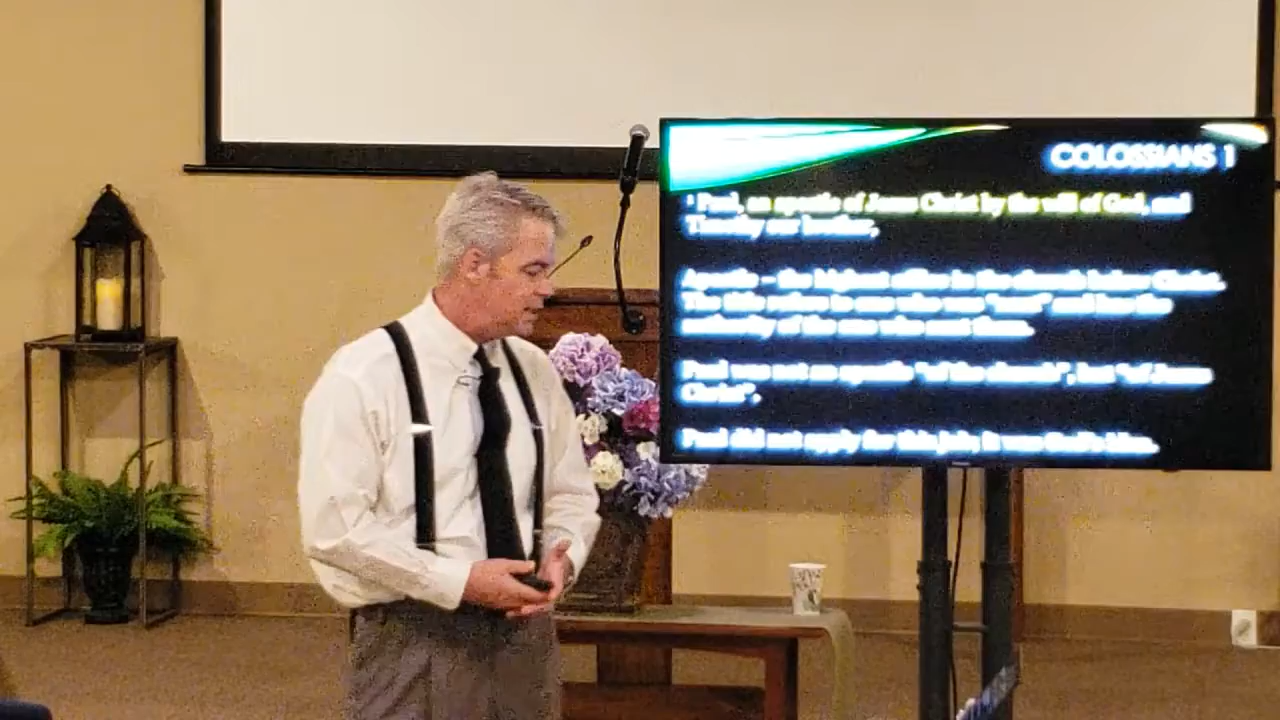 COLOSSIANS 1
¹ Paul, an apostle of Jesus Christ by the will of God, and
Timothy our brother,
Apostle - the highest office in the church below Christ.
The title refers to one who was "sent" and has the
authority of the one who sent them.
Paul was not an apostle "of the church", but "of Jesus
Christ".
Paul did not apply for this job; it was God's